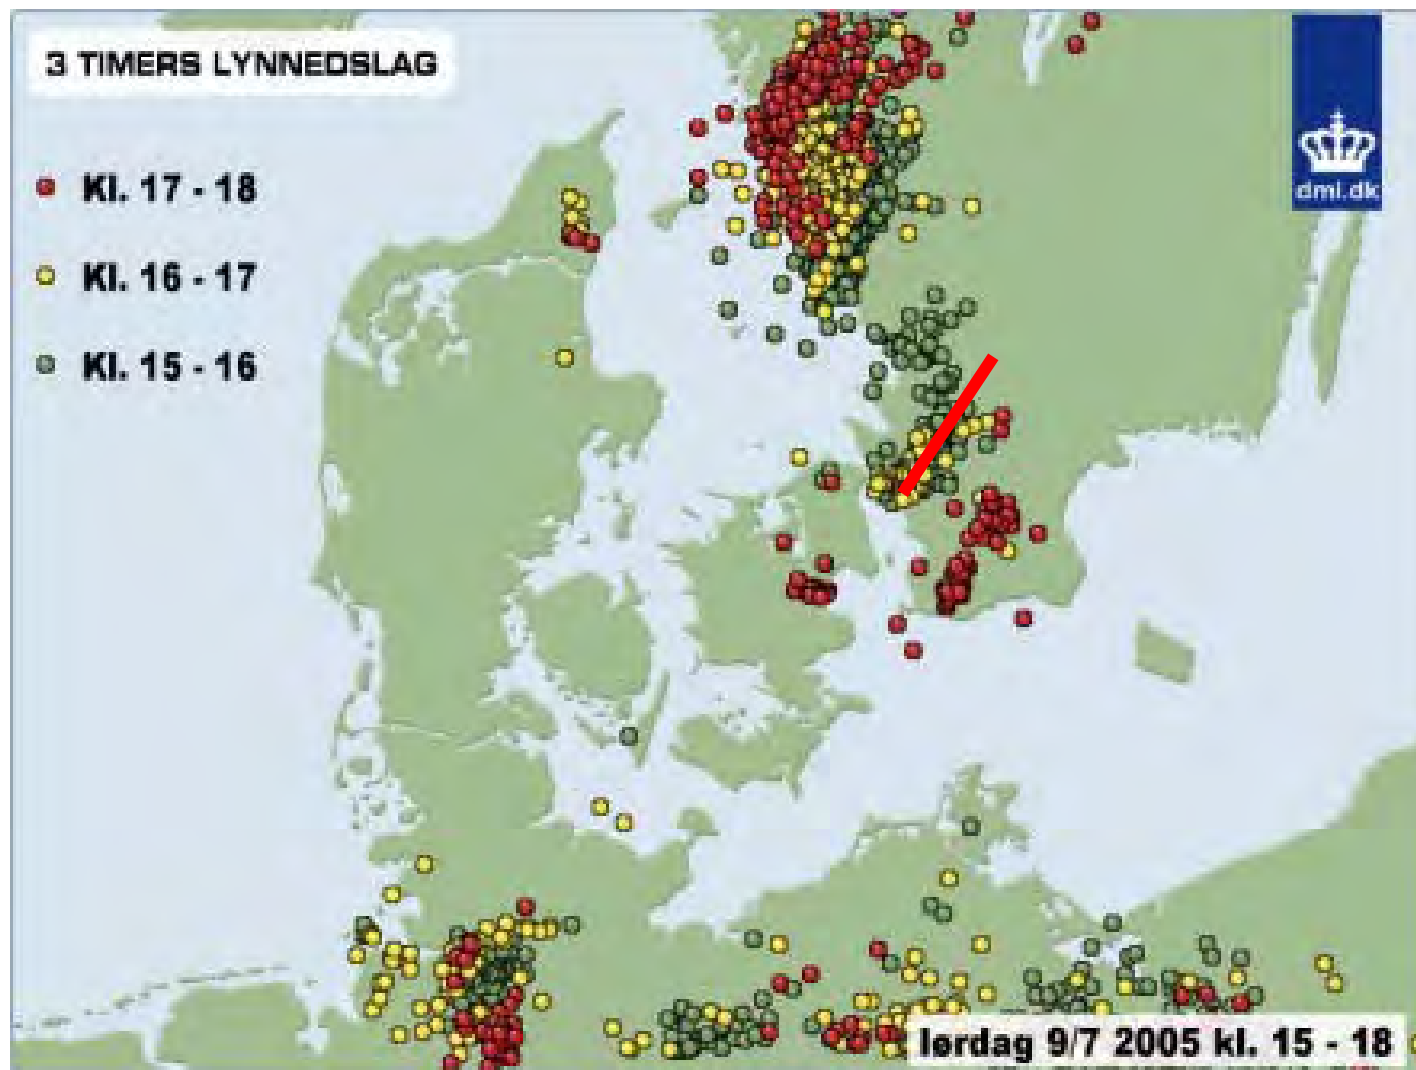 3 TIMERS LYNNEDSLAG
Kl. 17 - 18
Kl. 16 - 17
Kl. 15 - 16
dmi.dk
lørdag 9/7 2005 kl. 15 - 18